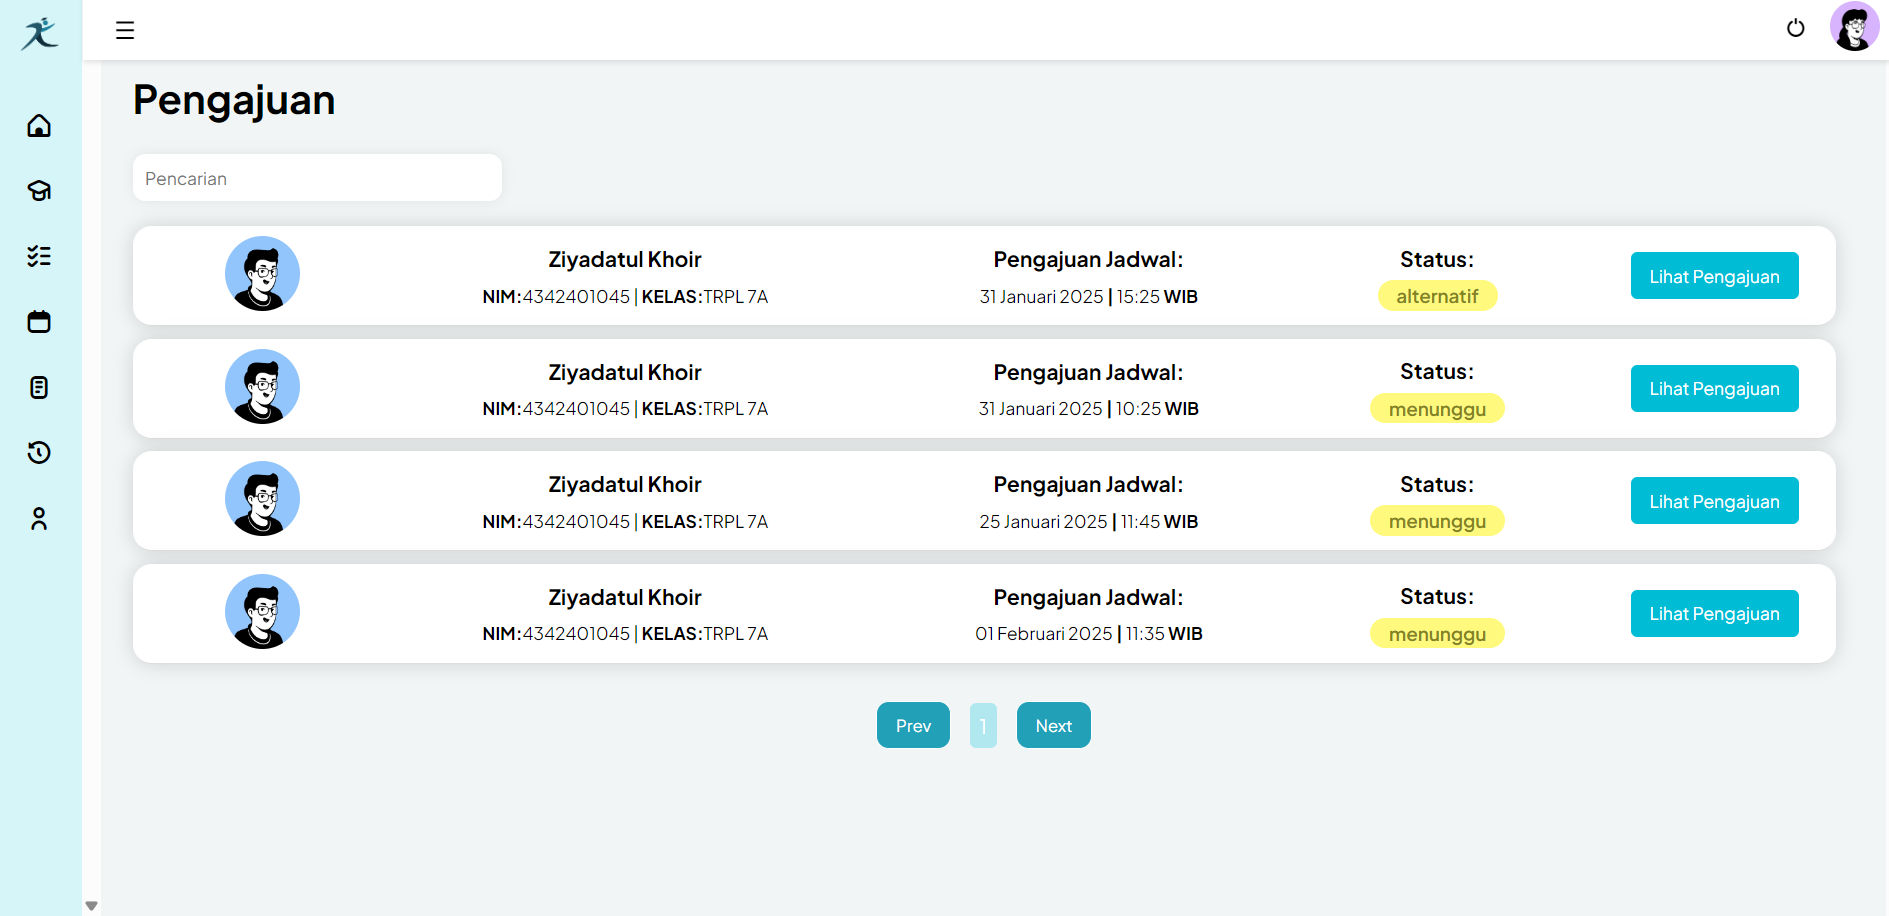 Pengajuan
Pencarian
Ziyadatul Khoir
NIM:4342401045 | KELAS:TRPL 7A
Pengajuan Jadwal:
31 Januari 2025 | 15:25 WIB
Status:
alternatif
Lihat Pengajuan
Ziyadatul Khoir
NIM:4342401045 | KELAS:TRPL 7A
Pengajuan Jadwal:
31 Januari 2025 | 10:25 WIB
Status:
menunggu
Lihat Pengajuan
Ziyadatul Khoir
NIM:4342401045 | KELAS:TRPL 7A
Pengajuan Jadwal:
25 Januari 2025 | 11:45 WIB
Status:
menunggu
Lihat Pengajuan
Ziyadatul Khoir
NIM:4342401045 | KELAS:TRPL 7A
Pengajuan Jadwal:
01 Februari 2025 | 11:35 WIB
Status:
menunggu
Lihat Pengajuan
Prev 1 Next